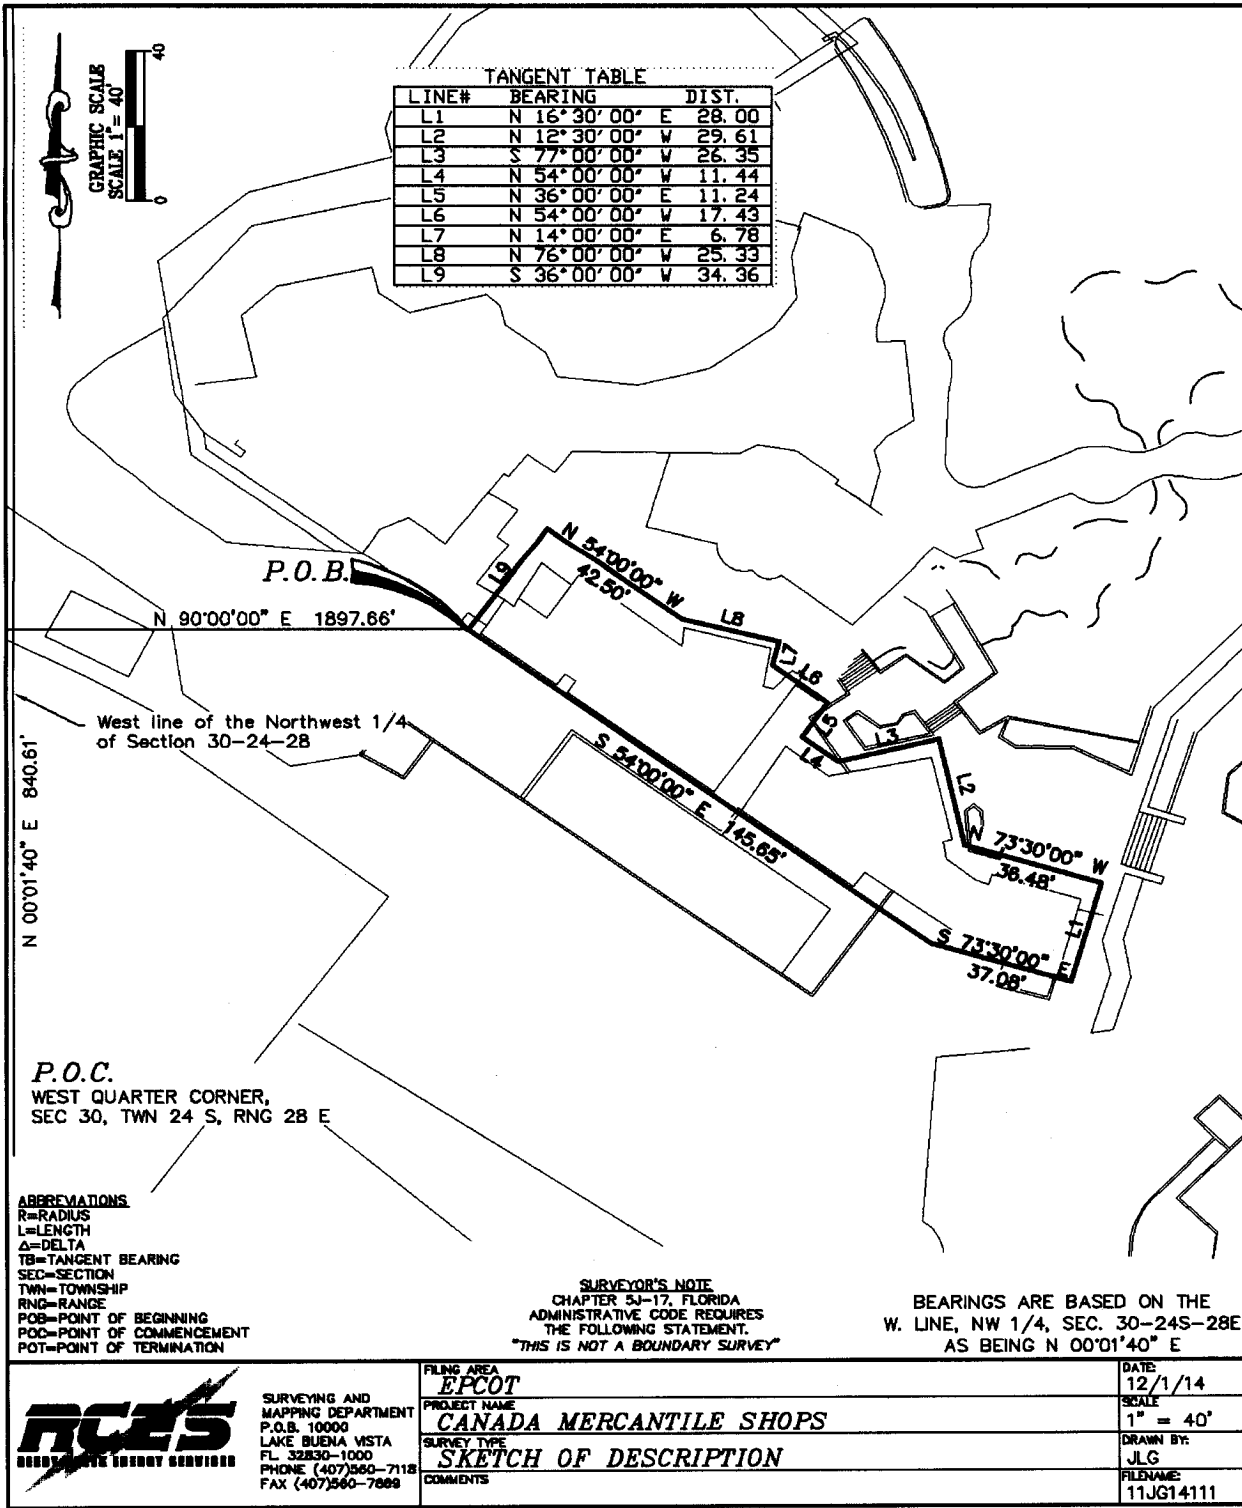 GRAPHIC SCALE
SCALE 1"= 40'
40
0
TANGENT TABLE
LINE# BEARING DIST.
L1 N 16°30'00" E 28.00
L2 N 12°30'00" W 29.61
L3 S 77°00'00" W 26.35
L4 N 54°00'00" W 11.44
L5 N 36°00'00" E 11.24
L6 N 54°00'00" W 17.43
L7 N 14°00'00" E 6.78
L8 N 76°00'00" W 25.33
L9 S 36°00'00" W 34.36
P.O.B.
N 90°00'00" E 1897.66'
L9
N 54°00'00" W
42.50'
L8
L7
L6
L5
L4
L3
L2
N 73°30'00" W
36.48'
L1
S 73°30'00" E
37.08'
S 54°00'00" E 145.65'
West line of the Northwest 1/4
of Section 30-24-28
N 00°01'40" E 840.61'
P.O.C.
WEST QUARTER CORNER,
SEC 30, TWN 24 S, RNG 28 E
ABBREVIATIONS
R=RADIUS
L=LENGTH
Δ=DELTA
TB=TANGENT BEARING
SEC=SECTION
TWN=TOWNSHIP
RNG=RANGE
POB=POINT OF BEGINNING
POC=POINT OF COMMENCEMENT
POT=POINT OF TERMINATION
SURVEYOR'S NOTE
CHAPTER 5J-17, FLORIDA
ADMINISTRATIVE CODE REQUIRES
THE FOLLOWING STATEMENT.
"THIS IS NOT A BOUNDARY SURVEY"
BEARINGS ARE BASED ON THE
W. LINE, NW 1/4, SEC. 30-24S-28E
AS BEING N 00°01'40" E
RCES
REEDY CREEK ENERGY SERVICES
SURVEYING AND
MAPPING DEPARTMENT
P.O.B. 10000
LAKE BUENA VISTA
FL 32830-1000
PHONE (407)560-7118
FAX (407)560-7889
FILING AREA
EPCOT
PROJECT NAME
CANADA MERCANTILE SHOPS
SURVEY TYPE
SKETCH OF DESCRIPTION
COMMENTS
DATE:
12/1/14
SCALE
1" = 40'
DRAWN BY:
JLG
FILENAME:
11JG14111